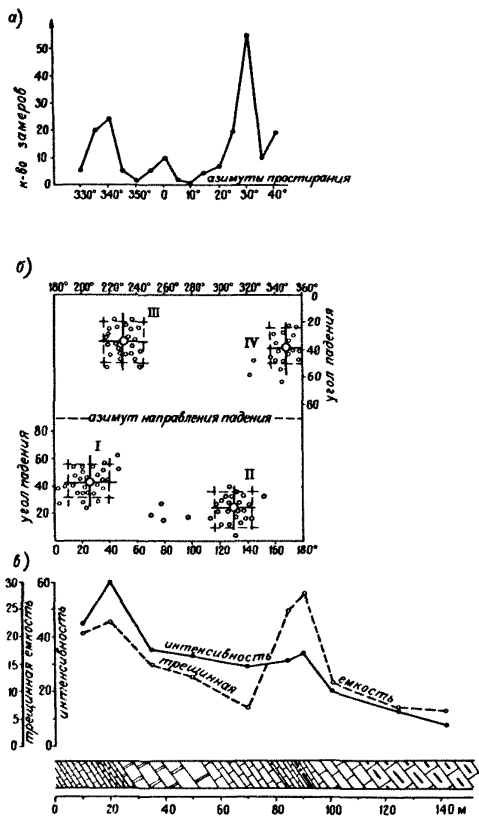 а)
к-во замеров
50
40
30
20
10
0
азимуты простирания
330° 340° 350° 0 10° 20° 30° 40°
б)
180° 200° 220° 240° 260° 280° 300° 320° 340° 360°
III
IV
0
20
40
60
80
угол падения
азимут направления падения
I
II
80
60
40
20
угол падения
0 20 40 60 80 100 120 140 160 180°
в)
30 60
25
20 40
15
10 20
5
0 0
трещинная емкость
интенсивность
интенсивность
трещинная
емкость
0 20 40 60 80 100 120 140 м